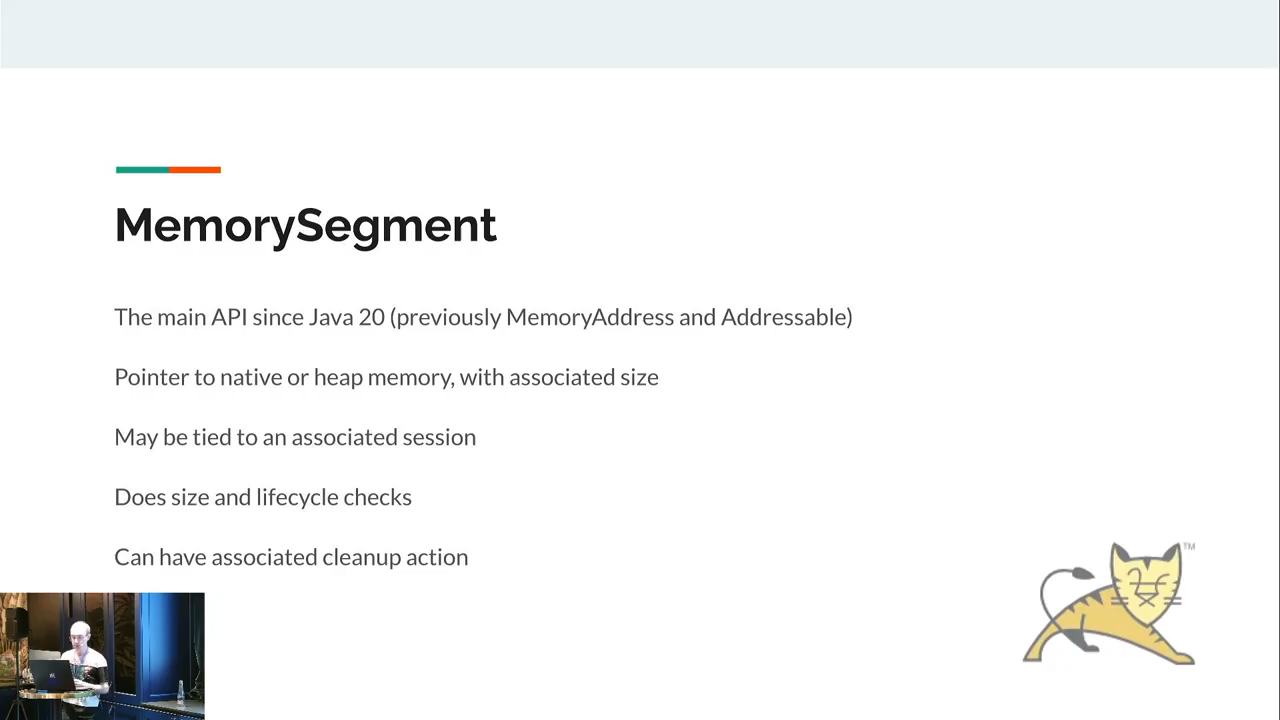 MemorySegment
The main API since Java 20 (previously MemoryAddress and Addressable)
Pointer to native or heap memory, with associated size
May be tied to an associated session
Does size and lifecycle checks
Can have associated cleanup action
TM